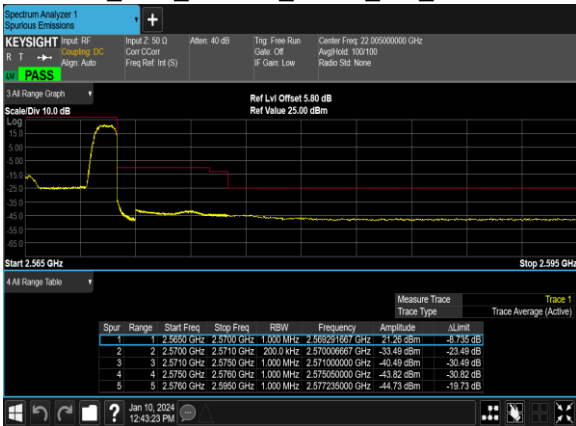 Spectrum Analyzer 1
Spurious Emissions
KEYSIGHT Input: RF Input Z: 50 Ω Atten: 40 dB Trig: Free Run Center Freq: 22.005000000 GHz
R T Coupling: DC Corr CCorr Gate: Off Avg|Hold: 100/100
Align: Auto Freq Ref: Int (S) IF Gain: Low Radio Std: None
PASS
3 All Range Graph
Ref Lvl Offset 5.80 dB
Scale/Div 10.0 dB Ref Value 25.00 dBm
Log
15.0
5.00
-5.00
-15.0
-25.0
-35.0
-45.0
-55.0
-65.0
Start 2.565 GHz Stop 2.595 GHz
4 All Range Table
Measure Trace Trace 1
Trace Type Trace Average (Active)
Spur Range Start Freq Stop Freq RBW Frequency Amplitude ΔLimit
1 1 2.5650 GHz 2.5700 GHz 1.000 MHz 2.569291667 GHz 21.26 dBm -8.735 dB
2 2 2.5700 GHz 2.5710 GHz 200.0 kHz 2.570006667 GHz -33.49 dBm -23.49 dB
3 3 2.5710 GHz 2.5750 GHz 1.000 MHz 2.571000000 GHz -40.49 dBm -30.49 dB
4 4 2.5750 GHz 2.5760 GHz 1.000 MHz 2.575050000 GHz -43.82 dBm -30.82 dB
5 5 2.5760 GHz 2.5950 GHz 1.000 MHz 2.577235000 GHz -44.73 dBm -19.73 dB
? Jan 10, 2024
12:43:23 PM